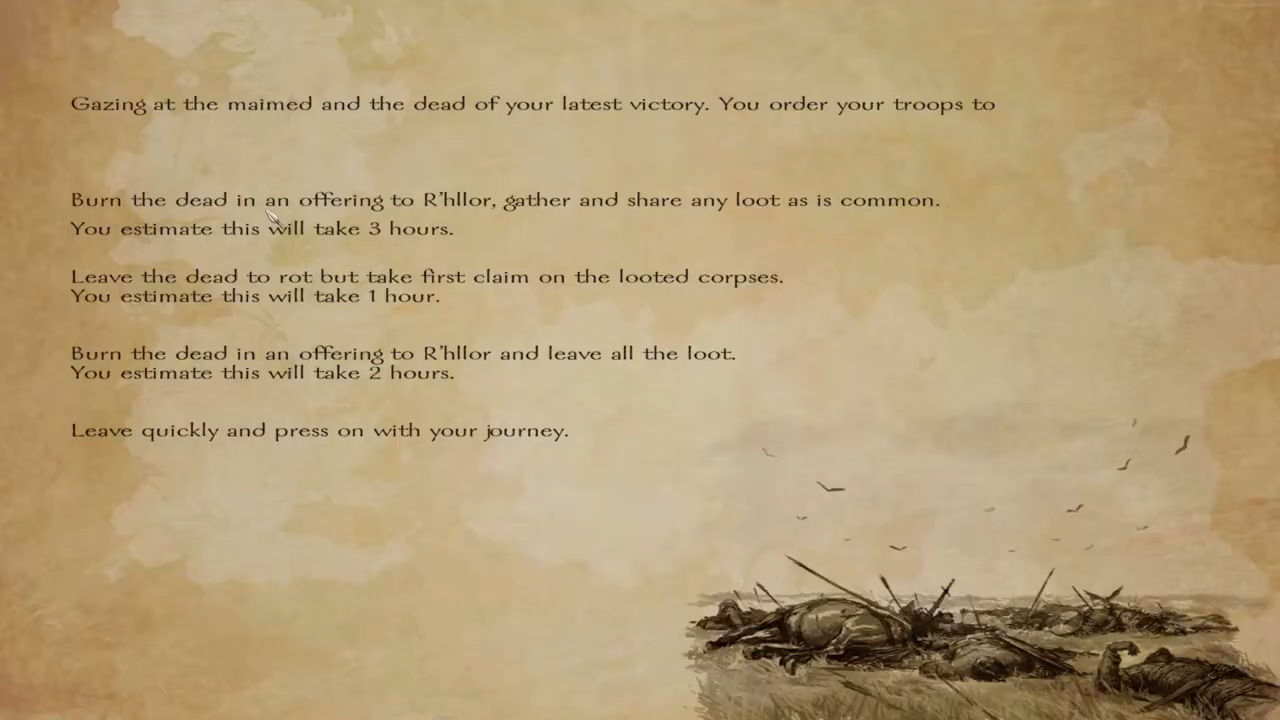 Gazing at the maimed and the dead of your latest victory. You order your troops to
Burn the dead in an offering to R'hllor, gather and share any loot as is common.
You estimate this will take 3 hours.
Leave the dead to rot but take first claim on the looted corpses.
You estimate this will take 1 hour.
Burn the dead in an offering to R'hllor and leave all the loot.
You estimate this will take 2 hours.
Leave quickly and press on with your journey.